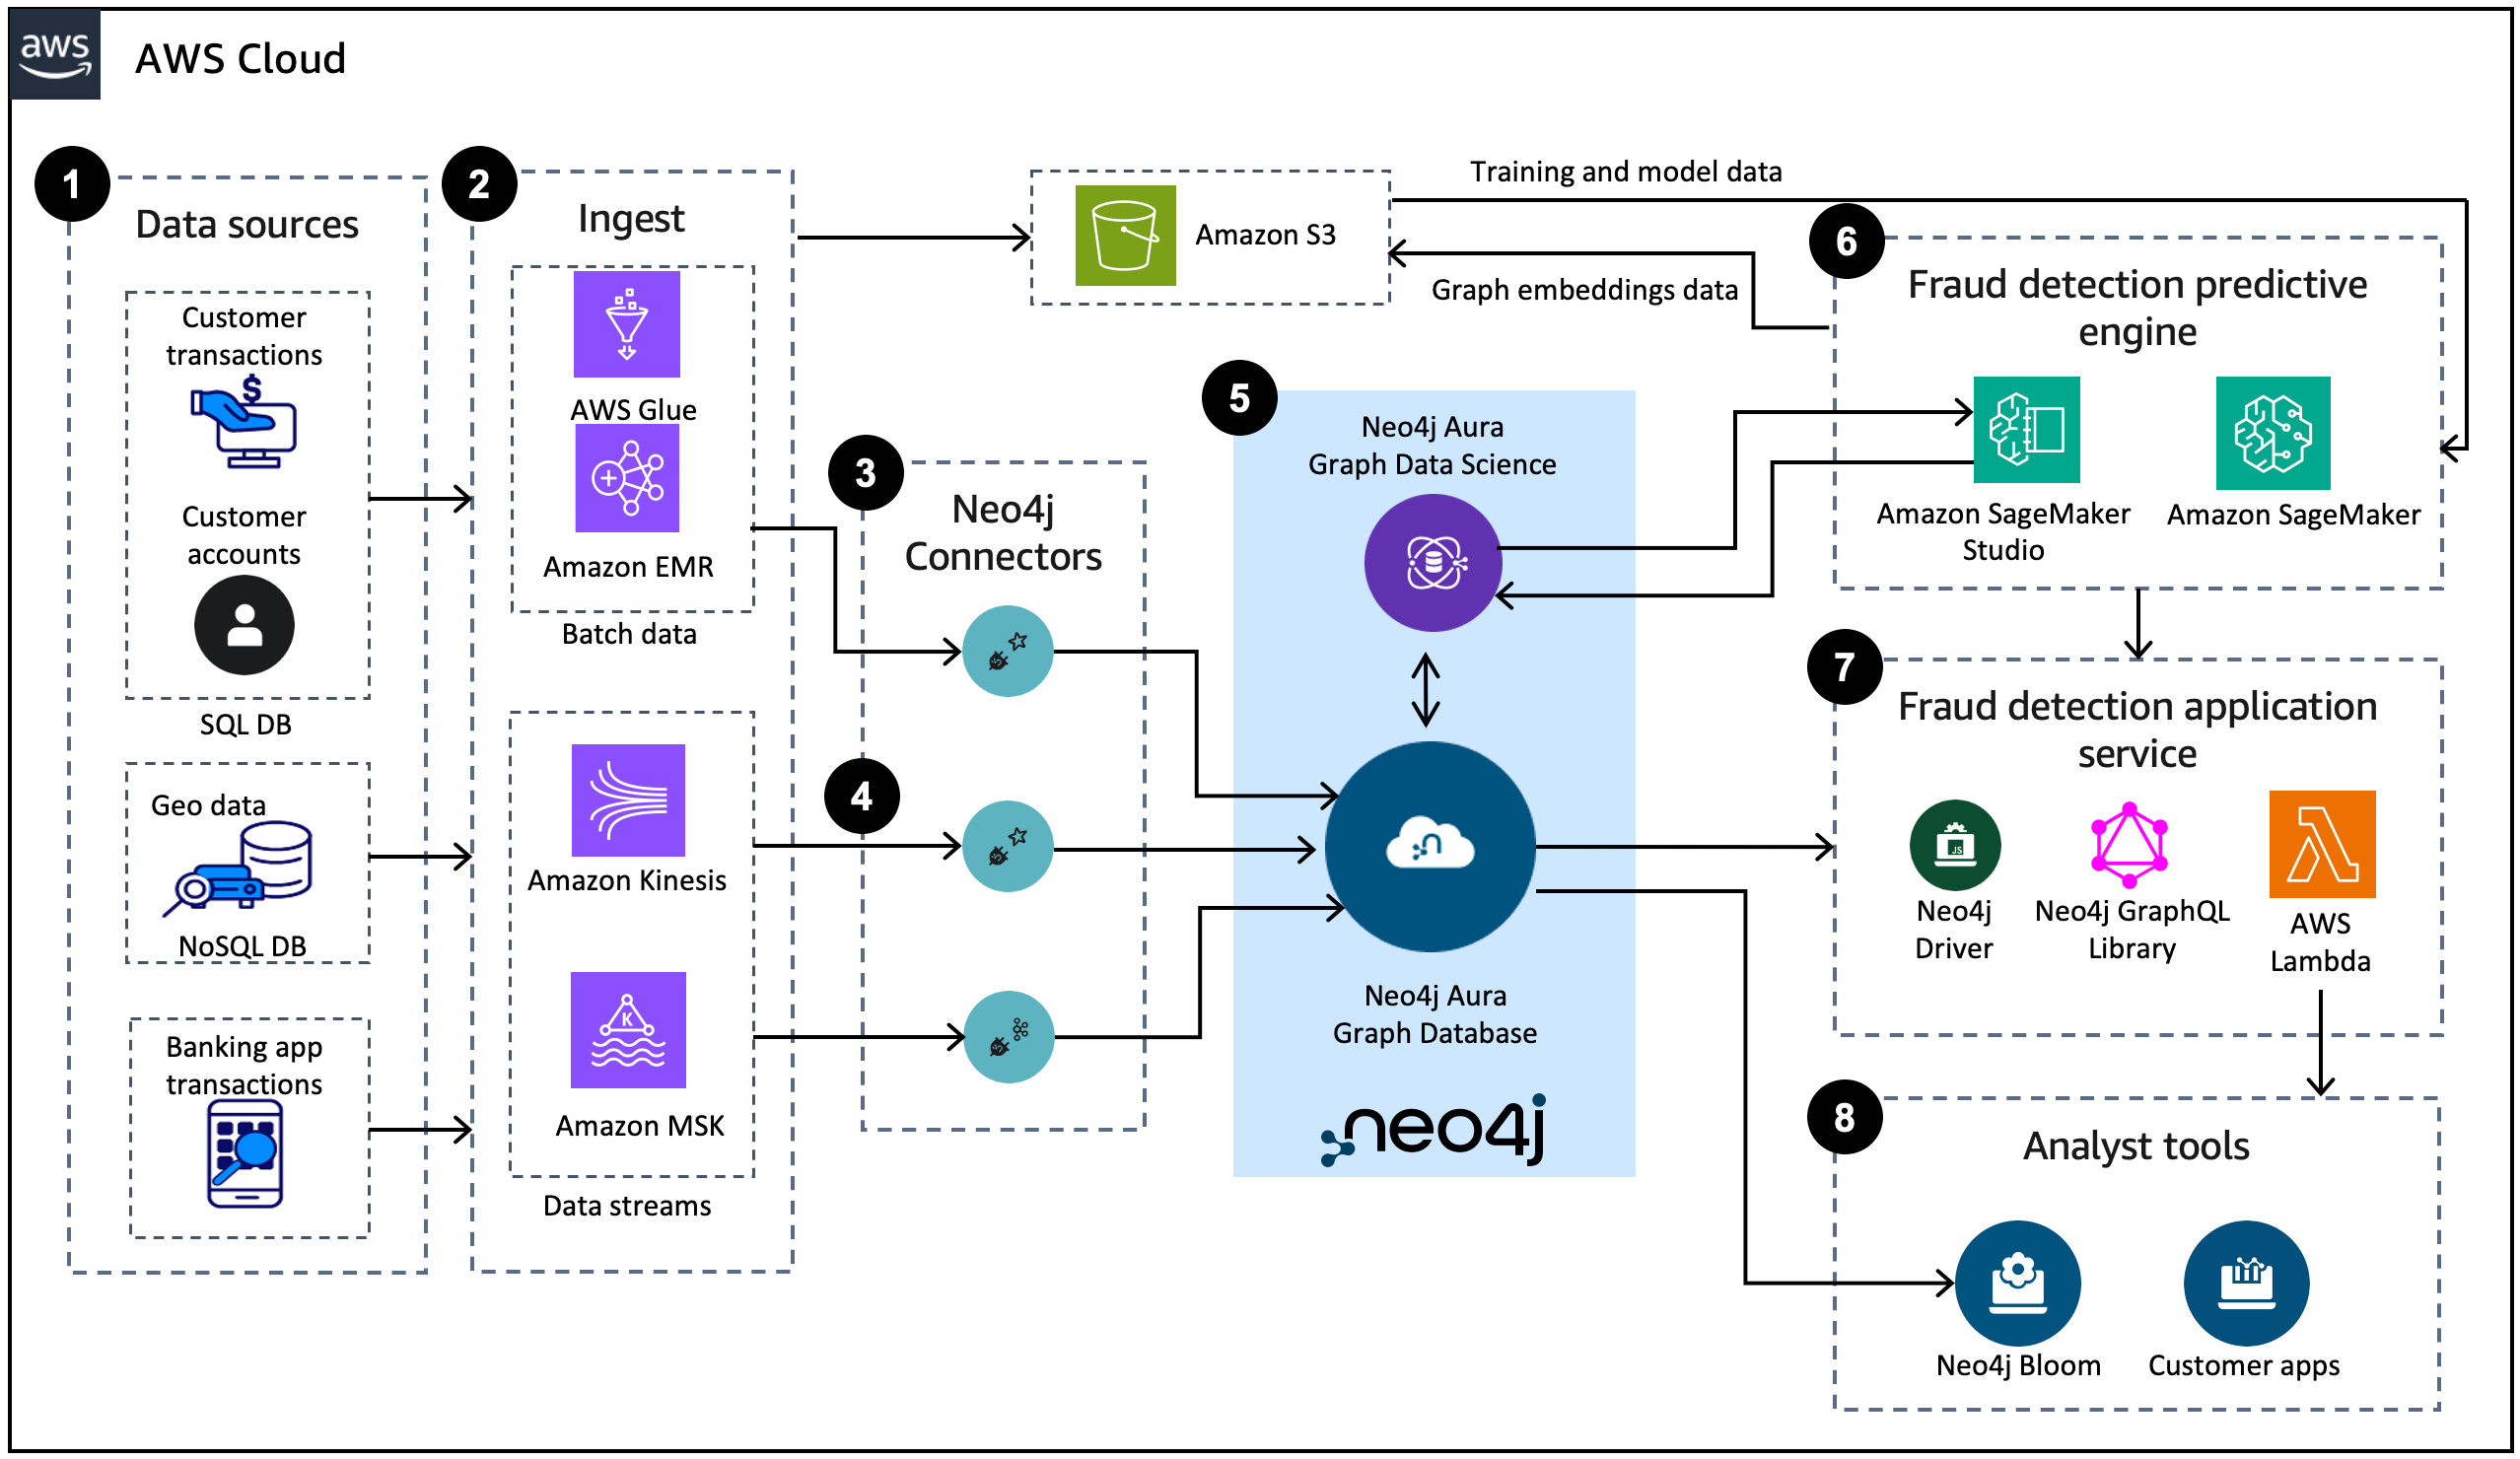 aws
AWS Cloud
1
Data sources
Customer
transactions
$
Customer
accounts
SQL DB
Geo data
NoSQL DB
Banking app
transactions
2
Ingest
AWS Glue
Amazon EMR
Batch data
Amazon Kinesis
K
Amazon MSK
Data streams
Amazon S3
Training and model data
Graph embeddings data
3
Neo4j
Connectors
4
5
Neo4j Aura
Graph Data Science
n
Neo4j Aura
Graph Database
neo4j
6
Fraud detection predictive
engine
Amazon SageMaker
Studio
Amazon SageMaker
7
Fraud detection application
service
JS
Neo4j
Driver
Neo4j GraphQL
Library
AWS
Lambda
8
Analyst tools
Neo4j Bloom
Customer apps